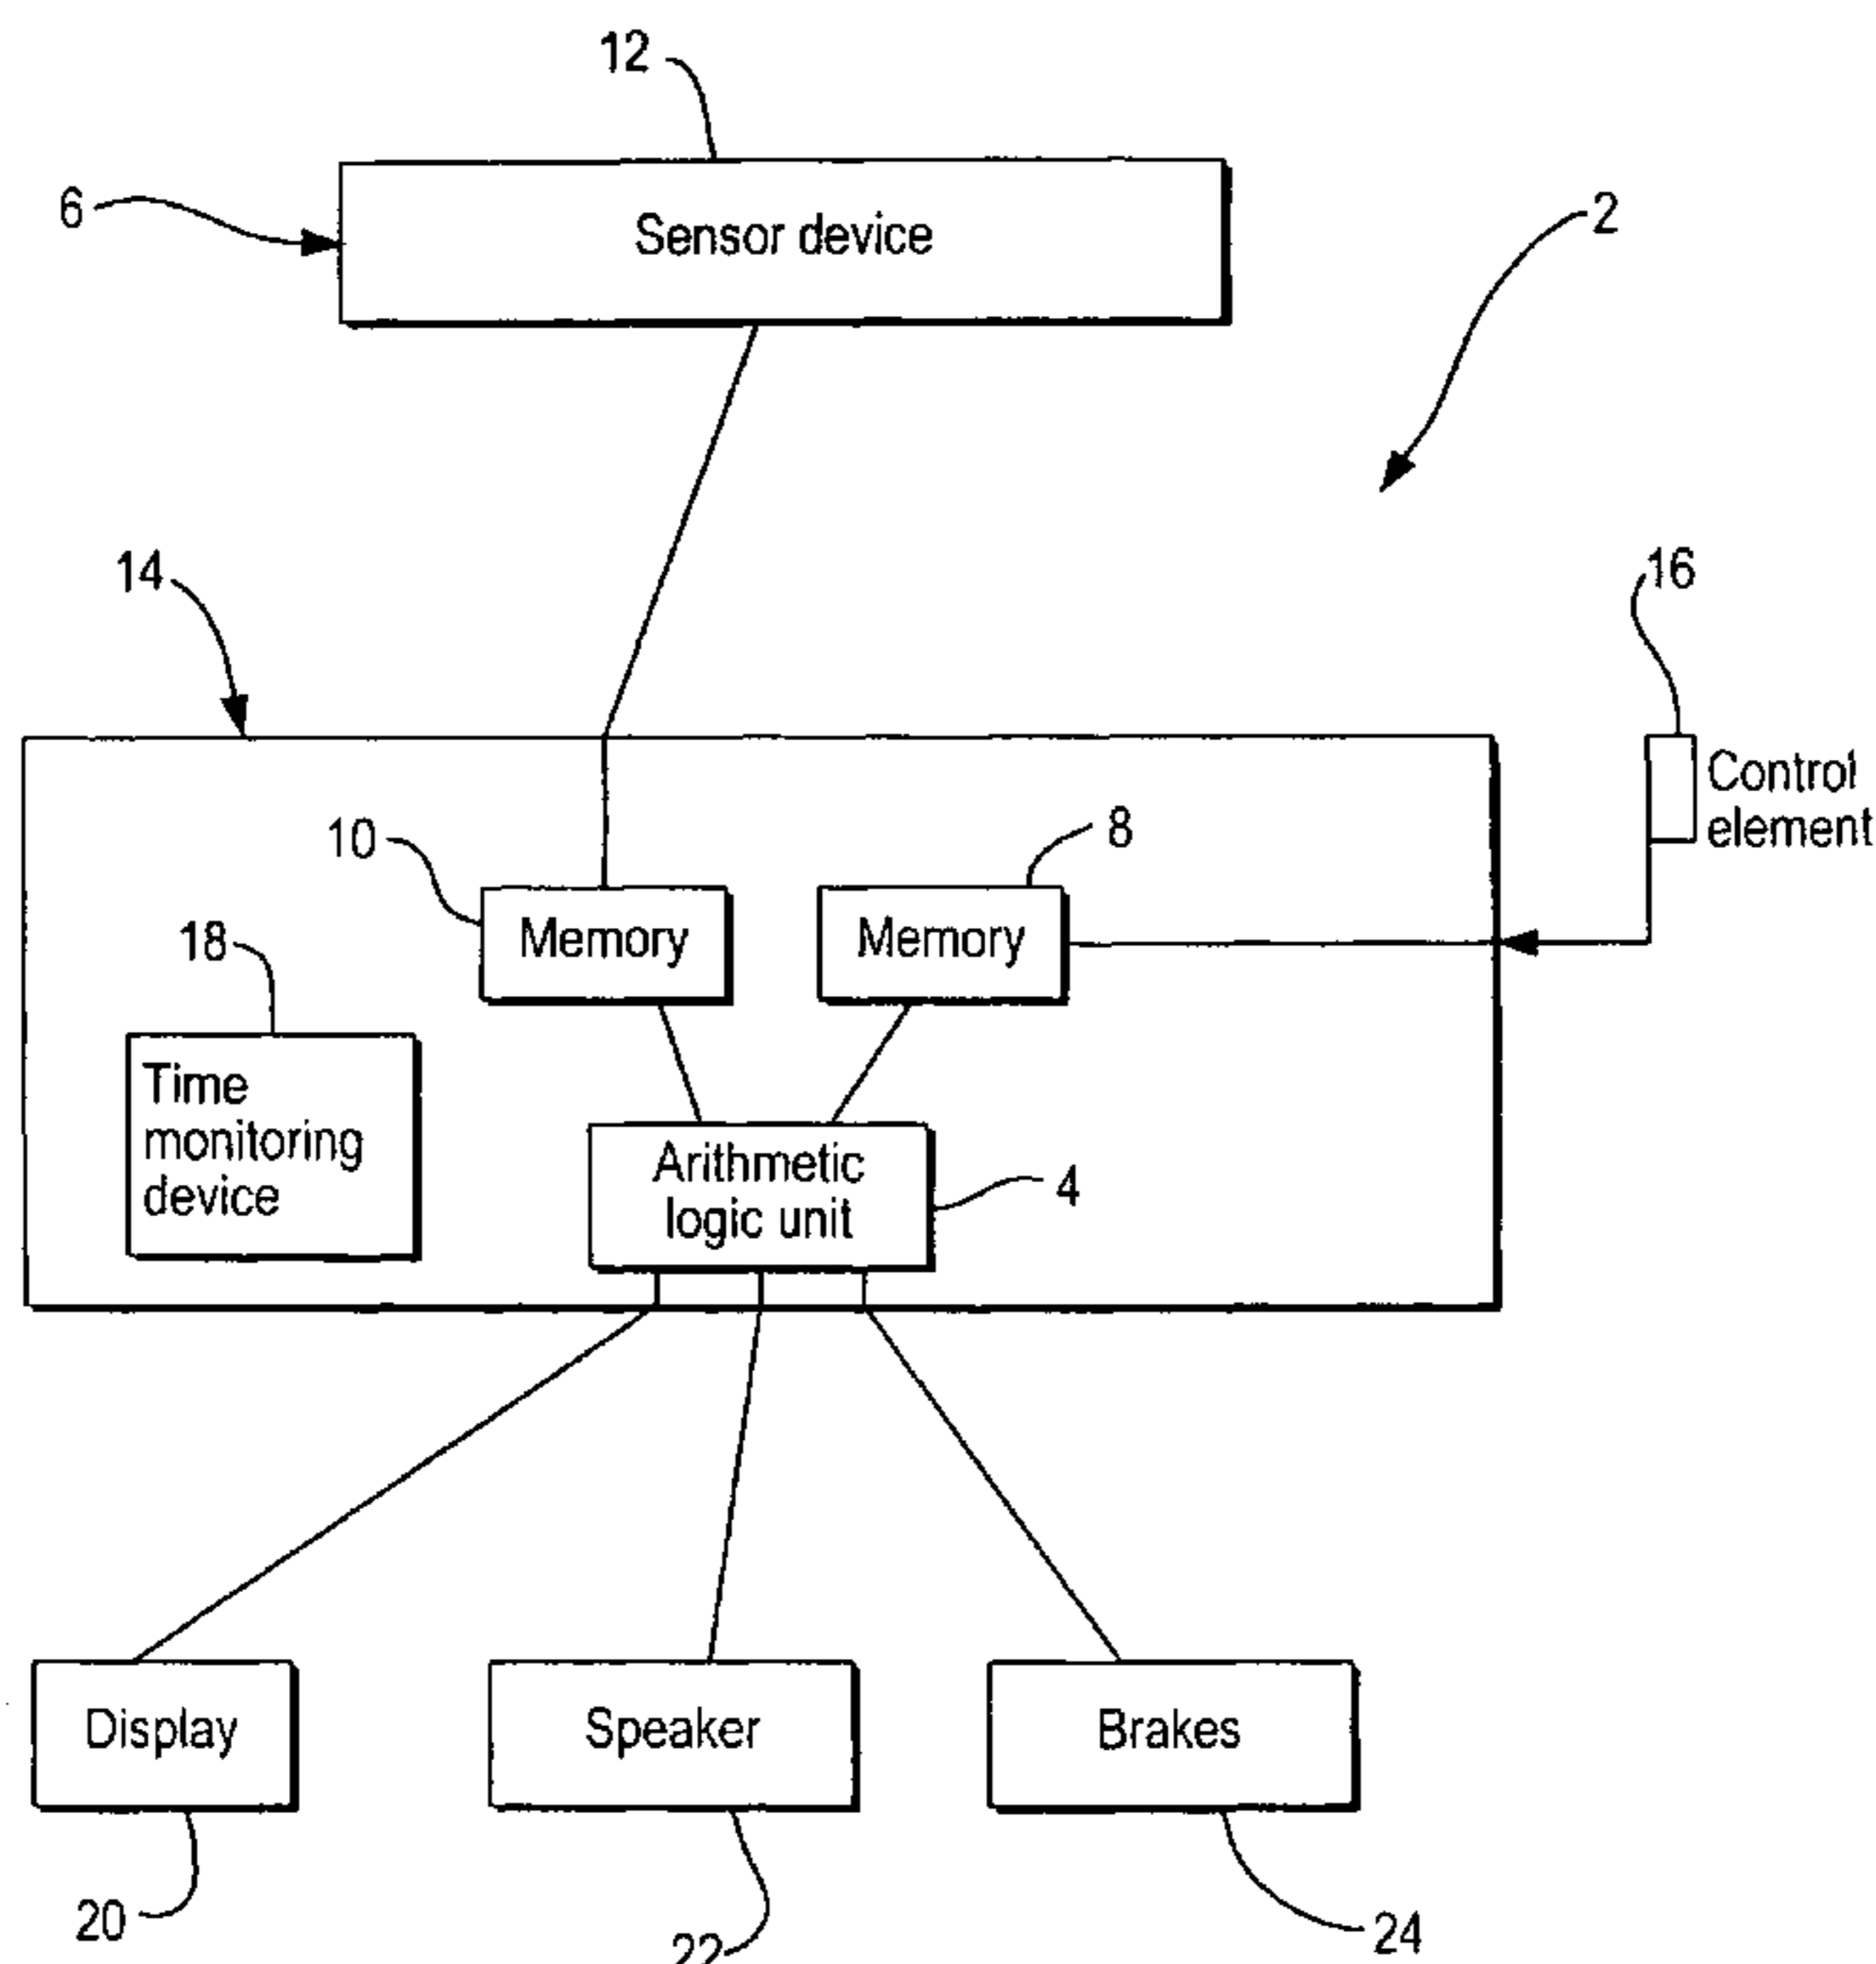 12
6
Sensor device
2
14
16
Control
element
10
8
Memory
Memory
18
Time
monitoring
device
Arithmetic
logic unit
4
Display
Speaker
Brakes
20
22
24